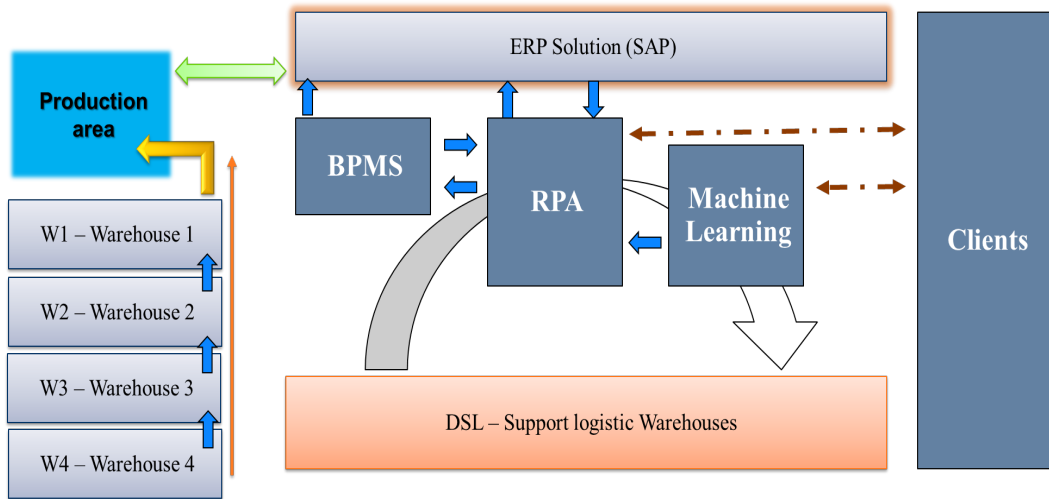 ERP Solution (SAP)
Production
area
BPMS
RPA
Machine
Learning
Clients
W1 – Warehouse 1
W2 – Warehouse 2
W3 – Warehouse 3
W4 – Warehouse 4
DSL – Support logistic Warehouses